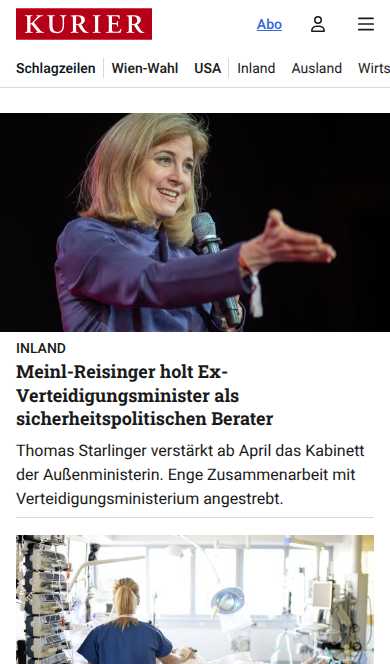 KURIER
Abo
Schlagzeilen Wien-Wahl USA Inland Ausland Wirts
INLAND
Meinl-Reisinger holt Ex-
Verteidigungsminister als
sicherheitspolitischen Berater
Thomas Starlinger verstärkt ab April das Kabinett
der Außenministerin. Enge Zusammenarbeit mit
Verteidigungsministerium angestrebt.